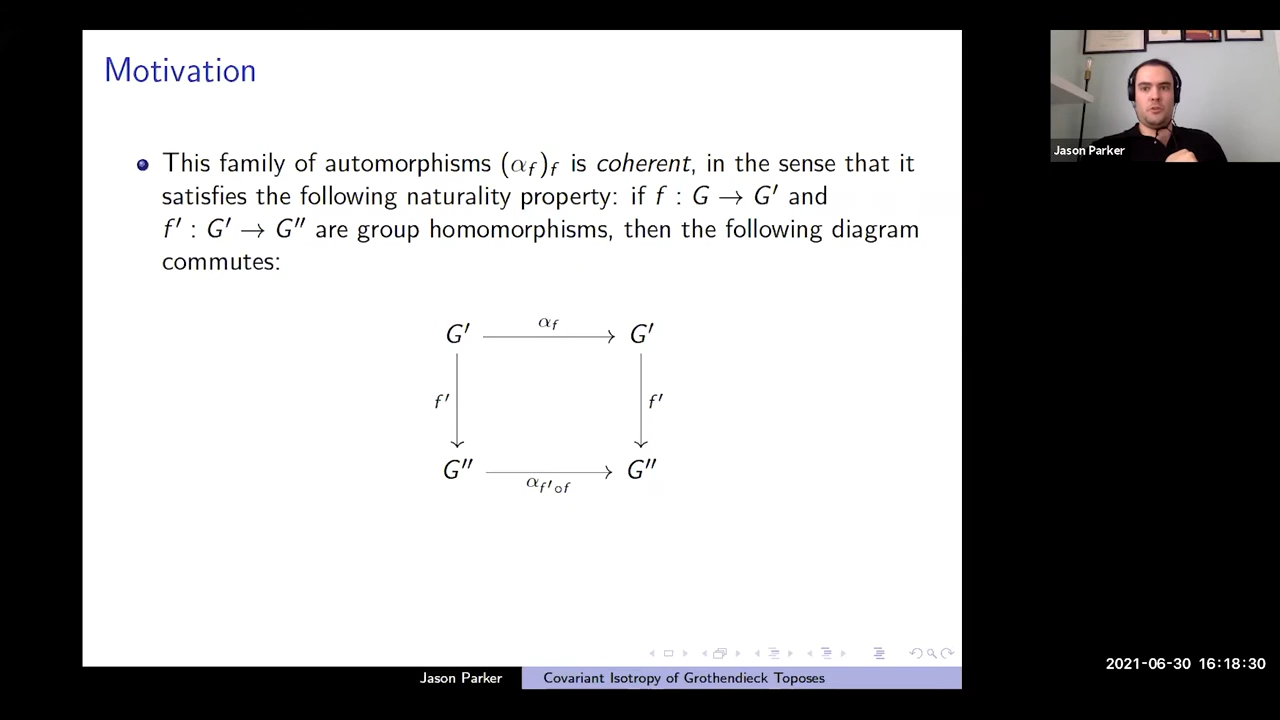 Motivation
This family of automorphisms (α_f)_f is coherent, in the sense that it
satisfies the following naturality property: if f : G → G′ and
f′ : G′ → G″ are group homomorphisms, then the following diagram
commutes:
G′ α_f G′
f′ f′
G″ α_{f′∘f} G″
Jason Parker Covariant Isotropy of Grothendieck Toposes
Jason Parker
2021-06-30 16:18:30